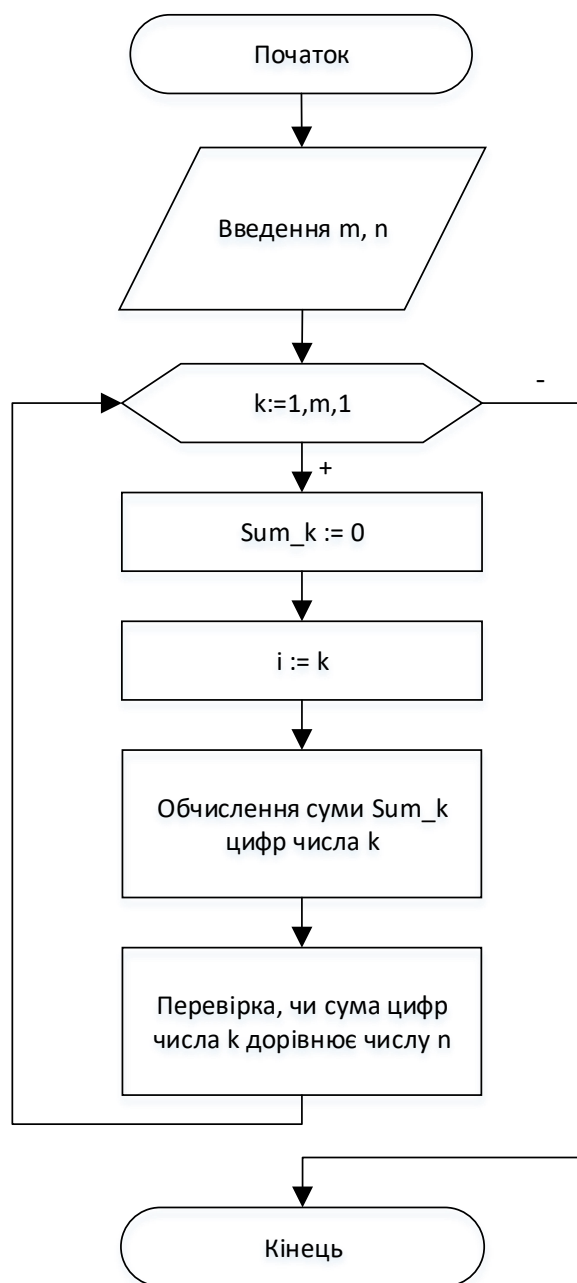 Початок
Введення m, n
k:=1,m,1
-
+
Sum_k := 0
i := k
Обчислення суми Sum_k
цифр числа k
Перевірка, чи сума цифр
числа k дорівнює числу n
Кінець